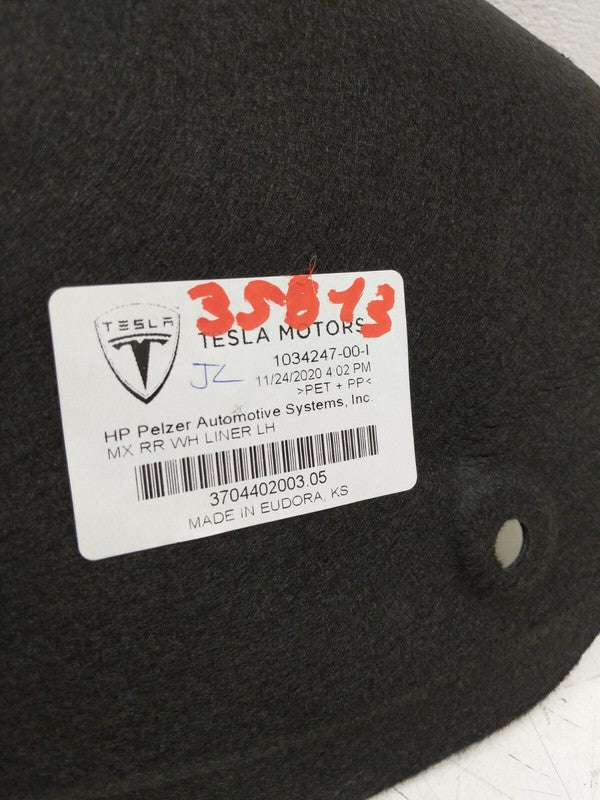 35813
TESLA
TESLA MOTORS
1034247-00-I
JL
11/24/2020 4:02 PM
>PET + PP<
HP Pelzer Automotive Systems, Inc
MX RR WH LINER LH
3704402003.05
MADE IN EUDORA, KS